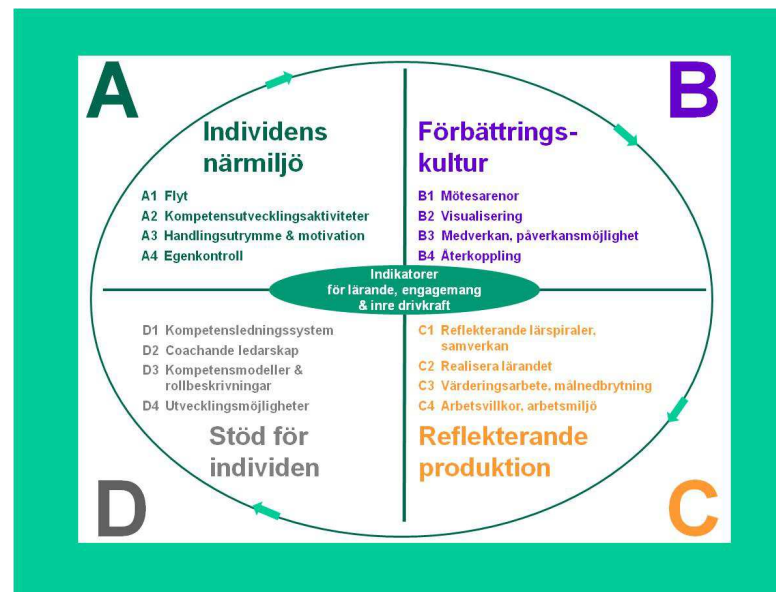 A
Individens
närmiljö
A1 Flyt
A2 Kompetensutvecklingsaktiviteter
A3 Handlingsutrymme & motivation
A4 Egenkontroll
B
Förbättrings-
kultur
B1 Mötesarenor
B2 Visualisering
B3 Medverkan, påverkansmöjlighet
B4 Återkoppling
Indikatorer
för lärande, engagemang
& inre drivkraft
D1 Kompetensledningssystem
D2 Coachande ledarskap
D3 Kompetensmodeller &
rollbeskrivningar
D4 Utvecklingsmöjligheter
Stöd för
individen
D
C1 Reflekterande lärspiraler,
samverkan
C2 Realisera lärandet
C3 Värderingsarbete, målnedbrytning
C4 Arbetsvillkor, arbetsmiljö
Reflekterande
produktion
C